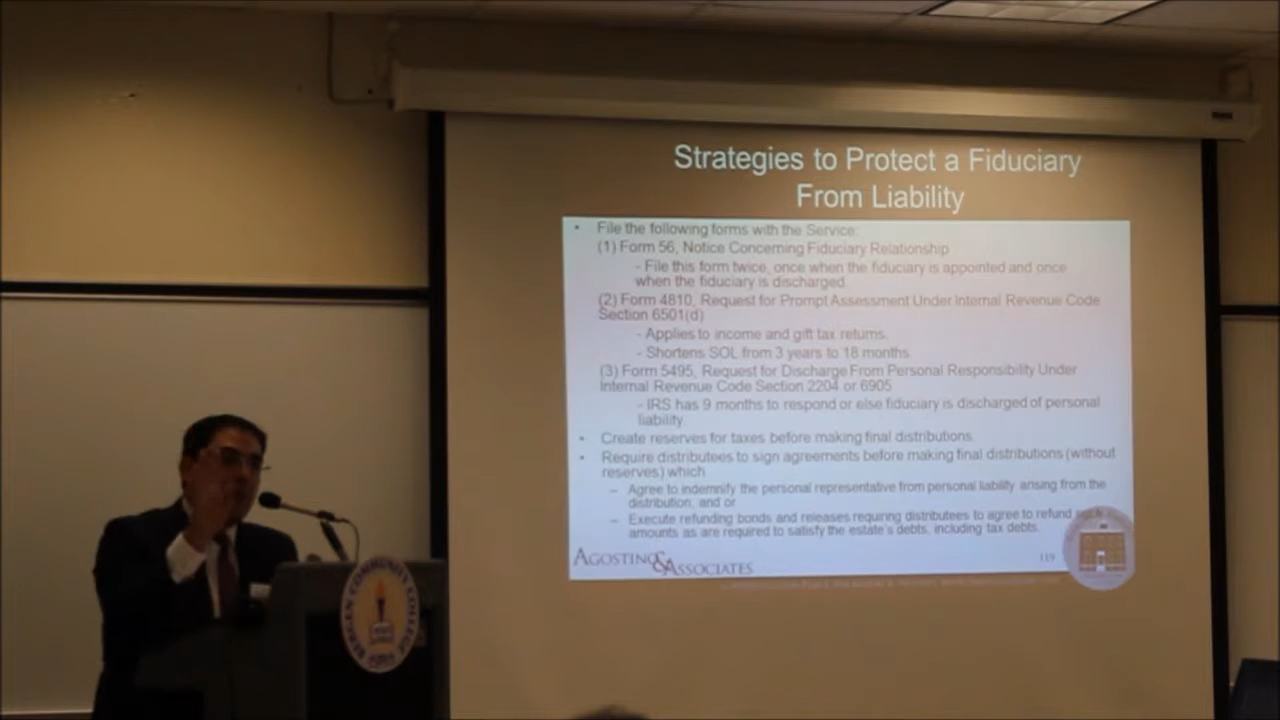 Strategies to Protect a Fiduciary
From Liability
• File the following forms with the Service:
(1) Form 56, Notice Concerning Fiduciary Relationship
- File this form twice, once when the fiduciary is appointed and once
when the fiduciary is discharged.
(2) Form 4810, Request for Prompt Assessment Under Internal Revenue Code
Section 6501(d)
- Applies to income and gift tax returns.
- Shortens SOL from 3 years to 18 months.
(3) Form 5495, Request for Discharge From Personal Responsibility Under
Internal Revenue Code Section 2204 or 6905
- IRS has 9 months to respond or else fiduciary is discharged of personal
liability.
• Create reserves for taxes before making final distributions.
• Require distributees to sign agreements before making final distributions (without
reserves) which
– Agree to indemnify the personal representative from personal liability arising from the
distribution; and or
– Execute refunding bonds and releases requiring distributees to agree to refund
amounts as are required to satisfy the estate's debts, including tax debts.
AGOSTINO & ASSOCIATES
119
BERGEN COMMUNITY COLLEGE